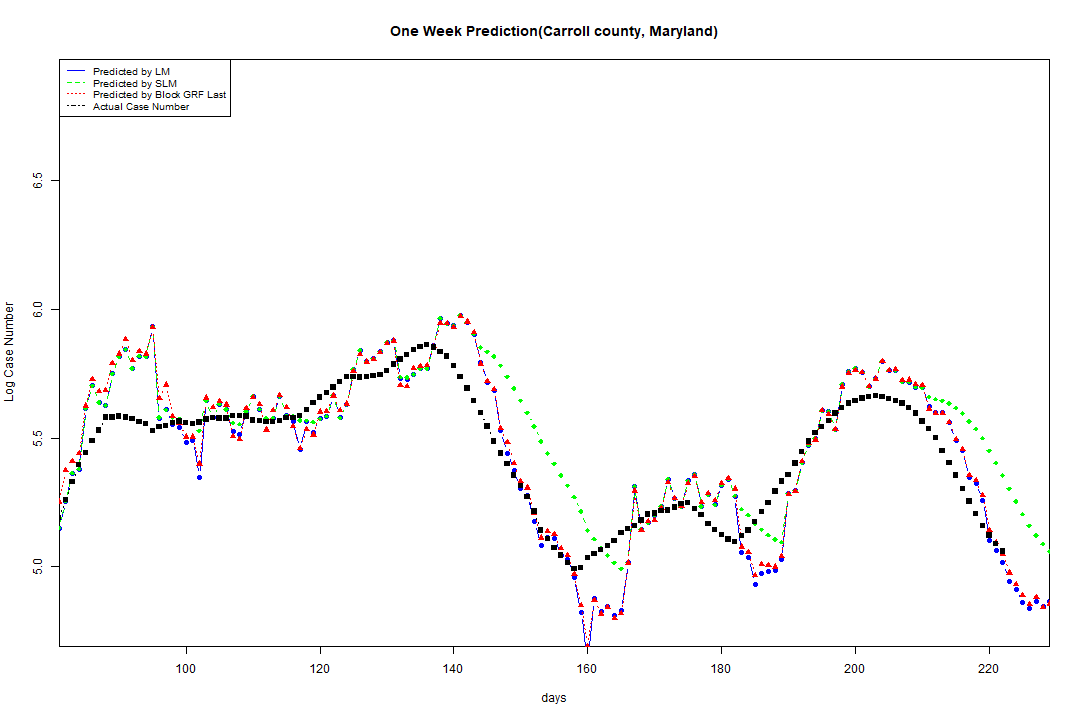 One Week Prediction(Carroll county, Maryland)
Predicted by LM
Predicted by SLM
Predicted by Block GRF Last
Actual Case Number
Log Case Number
6.5
6.0
5.5
5.0
100 120 140 160 180 200 220
days